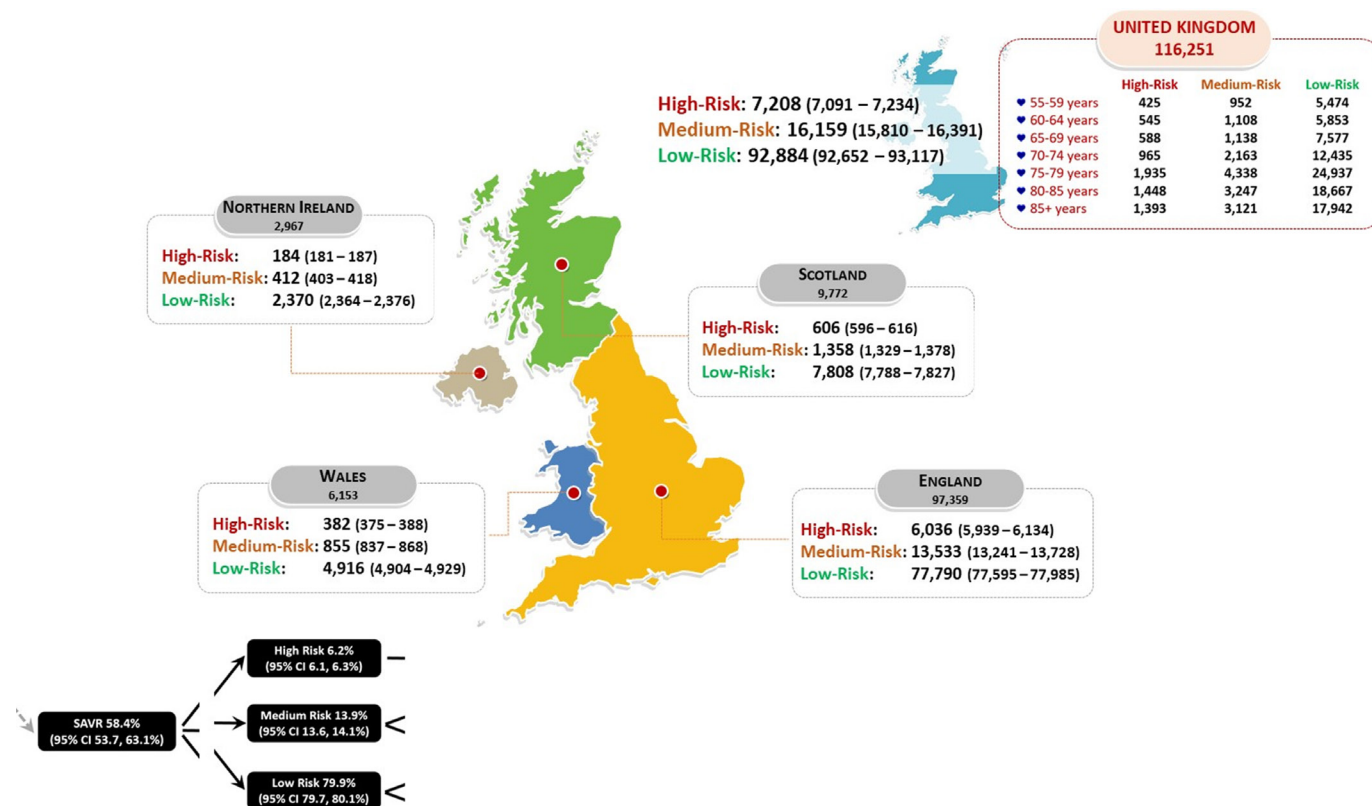 UNITED KINGDOM
116,251
High-Risk Medium-Risk Low-Risk
55-59 years 425 952 5,474
60-64 years 545 1,108 5,853
65-69 years 588 1,138 7,577
70-74 years 965 2,163 12,435
75-79 years 1,935 4,338 24,937
80-85 years 1,448 3,247 18,667
85+ years 1,393 3,121 17,942
High-Risk: 7,208 (7,091 – 7,234)
Medium-Risk: 16,159 (15,810 – 16,391)
Low-Risk: 92,884 (92,652 – 93,117)
NORTHERN IRELAND
2,967
High-Risk: 184 (181 – 187)
Medium-Risk: 412 (403 – 418)
Low-Risk: 2,370 (2,364 – 2,376)
SCOTLAND
9,772
High-Risk: 606 (596 – 616)
Medium-Risk: 1,358 (1,329 – 1,378)
Low-Risk: 7,808 (7,788 – 7,827)
WALES
6,153
High-Risk: 382 (375 – 388)
Medium-Risk: 855 (837 – 868)
Low-Risk: 4,916 (4,904 – 4,929)
ENGLAND
97,359
High-Risk: 6,036 (5,939 – 6,134)
Medium-Risk: 13,533 (13,241 – 13,728)
Low-Risk: 77,790 (77,595 – 77,985)
SAVR 58.4%
(95% CI 53.7, 63.1%)
High Risk 6.2%
(95% CI 6.1, 6.3%)
Medium Risk 13.9%
(95% CI 13.6, 14.1%)
Low Risk 79.9%
(95% CI 79.7, 80.1%)